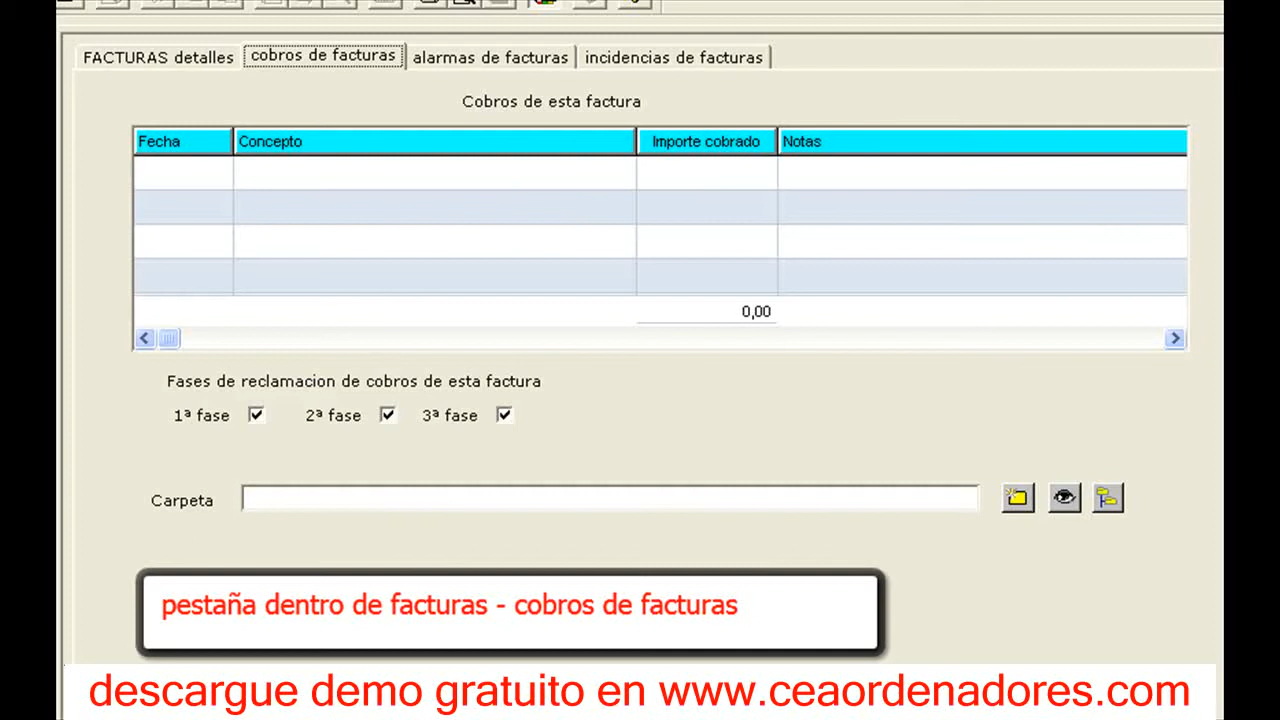 FACTURAS detalles cobros de facturas alarmas de facturas incidencias de facturas
Cobros de esta factura
Fecha Concepto Importe cobrado Notas
0,00
Fases de reclamacion de cobros de esta factura
1ª fase 2ª fase 3ª fase
Carpeta
pestaña dentro de facturas - cobros de facturas
descargue demo gratuito en www.ceaordenadores.com